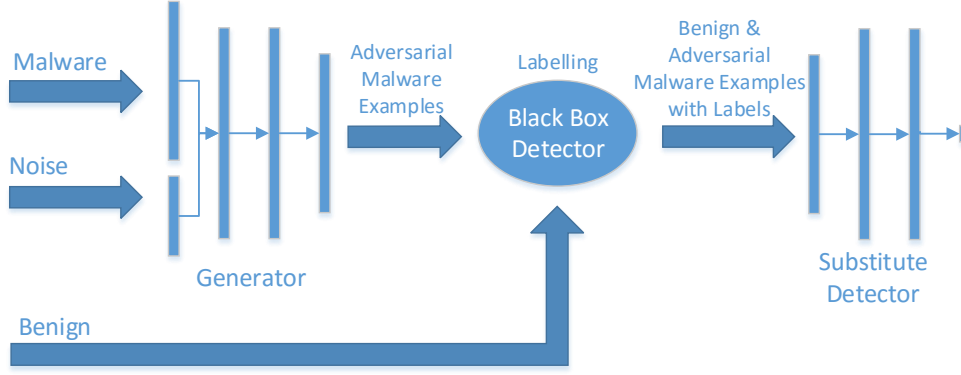 Malware
Noise
Generator
Benign
Adversarial
Malware
Examples
Labelling
Black Box
Detector
Benign &
Adversarial
Malware Examples
with Labels
Substitute
Detector